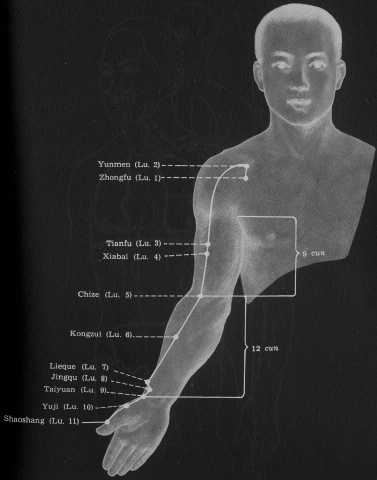 Yunmen (Lu. 2)
Zhongfu (Lu. 1)
Tianfu (Lu. 3)
Xiabai (Lu. 4)
9 cun
Chize (Lu. 5)
Kongzui (Lu. 6)
12 cun
Lieque (Lu. 7)
Jingqu (Lu. 8)
Taiyuan (Lu. 9)
Yuji (Lu. 10)
Shaoshang (Lu. 11)